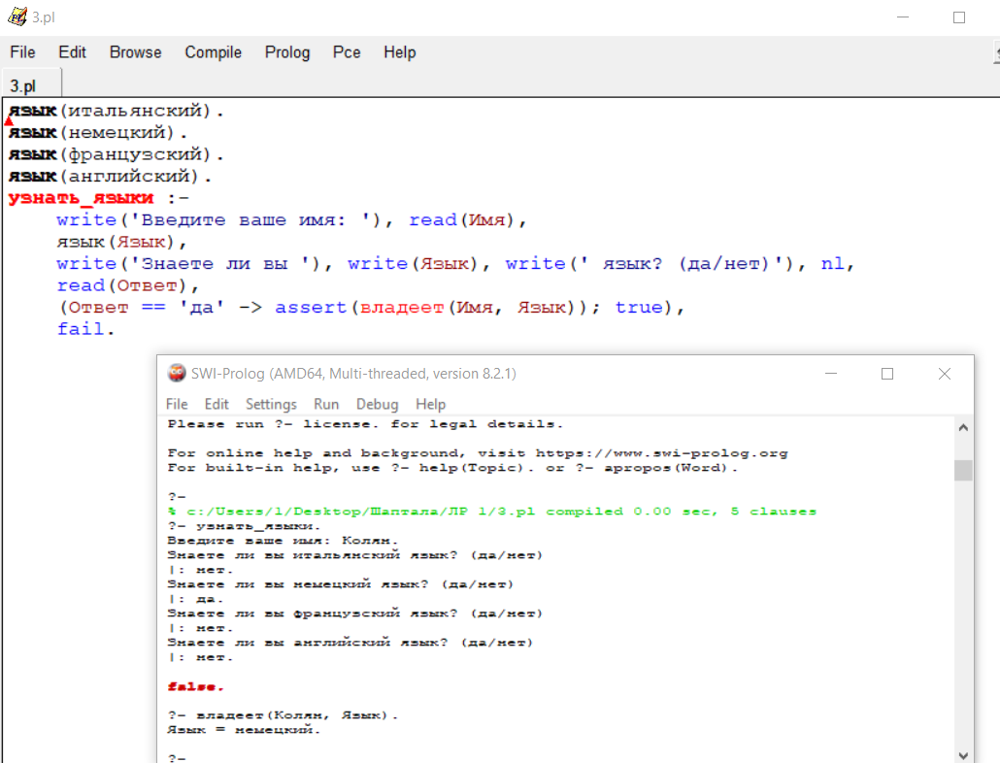 3.pl
File Edit Browse Compile Prolog Pce Help
3.pl
язык(итальянский).
язык(немецкий).
язык(французский).
язык(английский).
узнать_языки :-
write('Введите ваше имя: '), read(Имя),
язык(Язык),
write('Знаете ли вы '), write(Язык), write(' язык? (да/нет)'), nl,
read(Ответ),
(Ответ == 'да' -> assert(владеет(Имя, Язык)); true),
fail.
SWI-Prolog (AMD64, Multi-threaded, version 8.2.1)
File Edit Settings Run Debug Help
Please run ?- license. for legal details.
For online help and background, visit https://www.swi-prolog.org
For built-in help, use ?- help(Topic). or ?- apropos(Word).
?-
% c:/Users/1/Desktop/Шаптала/ЛР 1/3.pl compiled 0.00 sec, 5 clauses
?- узнать_языки.
Введите ваше имя: Колян.
Знаете ли вы итальянский язык? (да/нет)
|: нет.
Знаете ли вы немецкий язык? (да/нет)
|: да.
Знаете ли вы французский язык? (да/нет)
|: нет.
Знаете ли вы английский язык? (да/нет)
|: нет.
false.
?- владеет(Колян, Язык).
Язык = немецкий.
?-